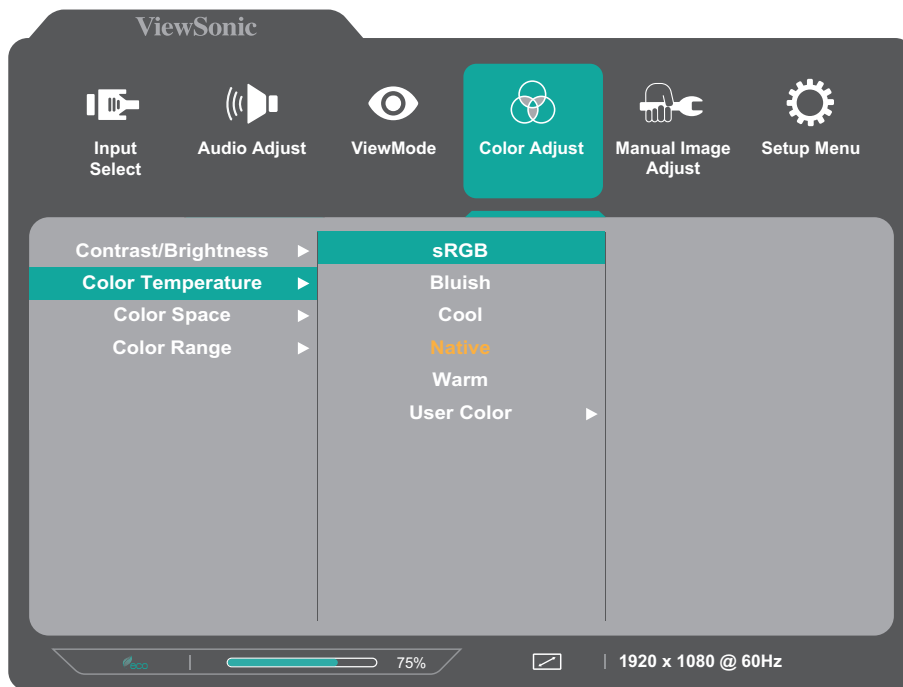 ViewSonic
Input
Select
Audio Adjust
ViewMode
Color Adjust
Manual Image
Adjust
Setup Menu
Contrast/Brightness
Color Temperature
Color Space
Color Range
sRGB
Bluish
Cool
Native
Warm
User Color
eco
75%
1920 x 1080 @ 60Hz